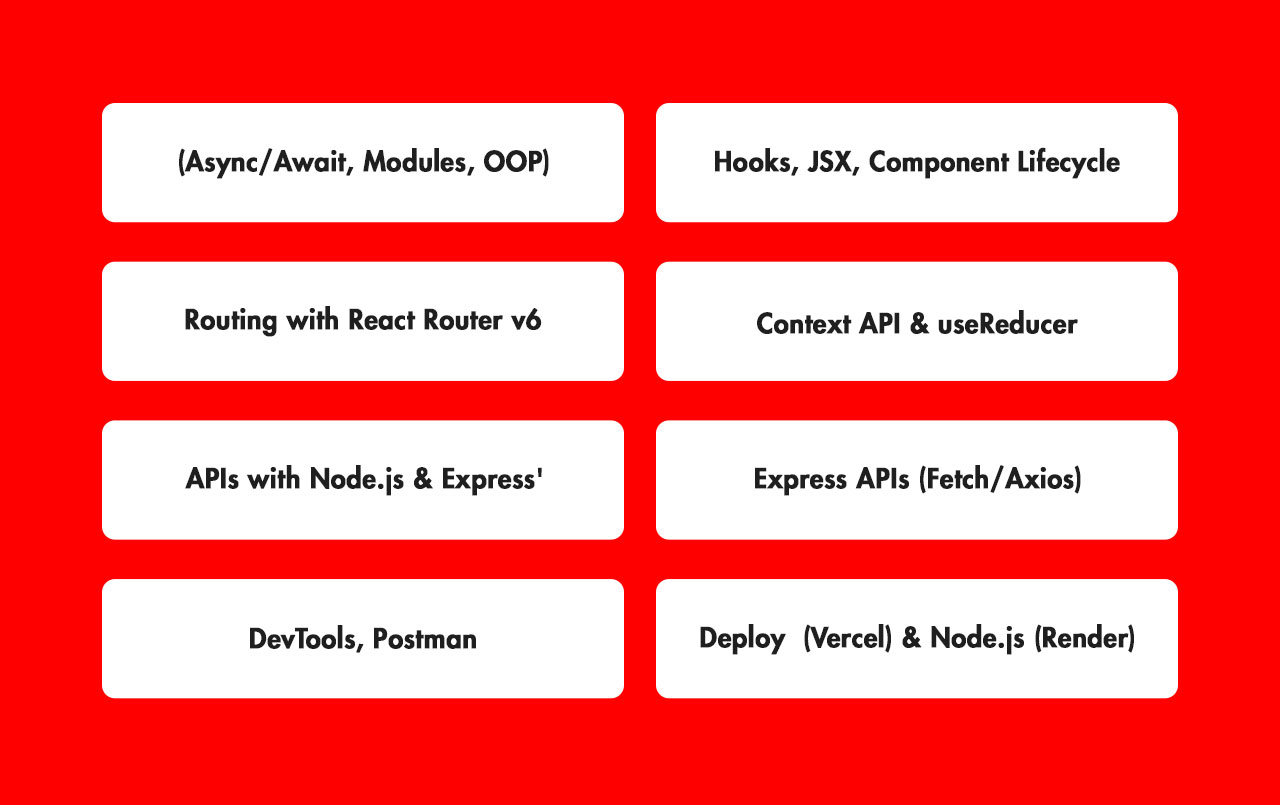 (Async/Await, Modules, OOP)
Hooks, JSX, Component Lifecycle
Routing with React Router v6
Context API & useReducer
APIs with Node.js & Express'
Express APIs (Fetch/Axios)
DevTools, Postman
Deploy  (Vercel) & Node.js (Render)